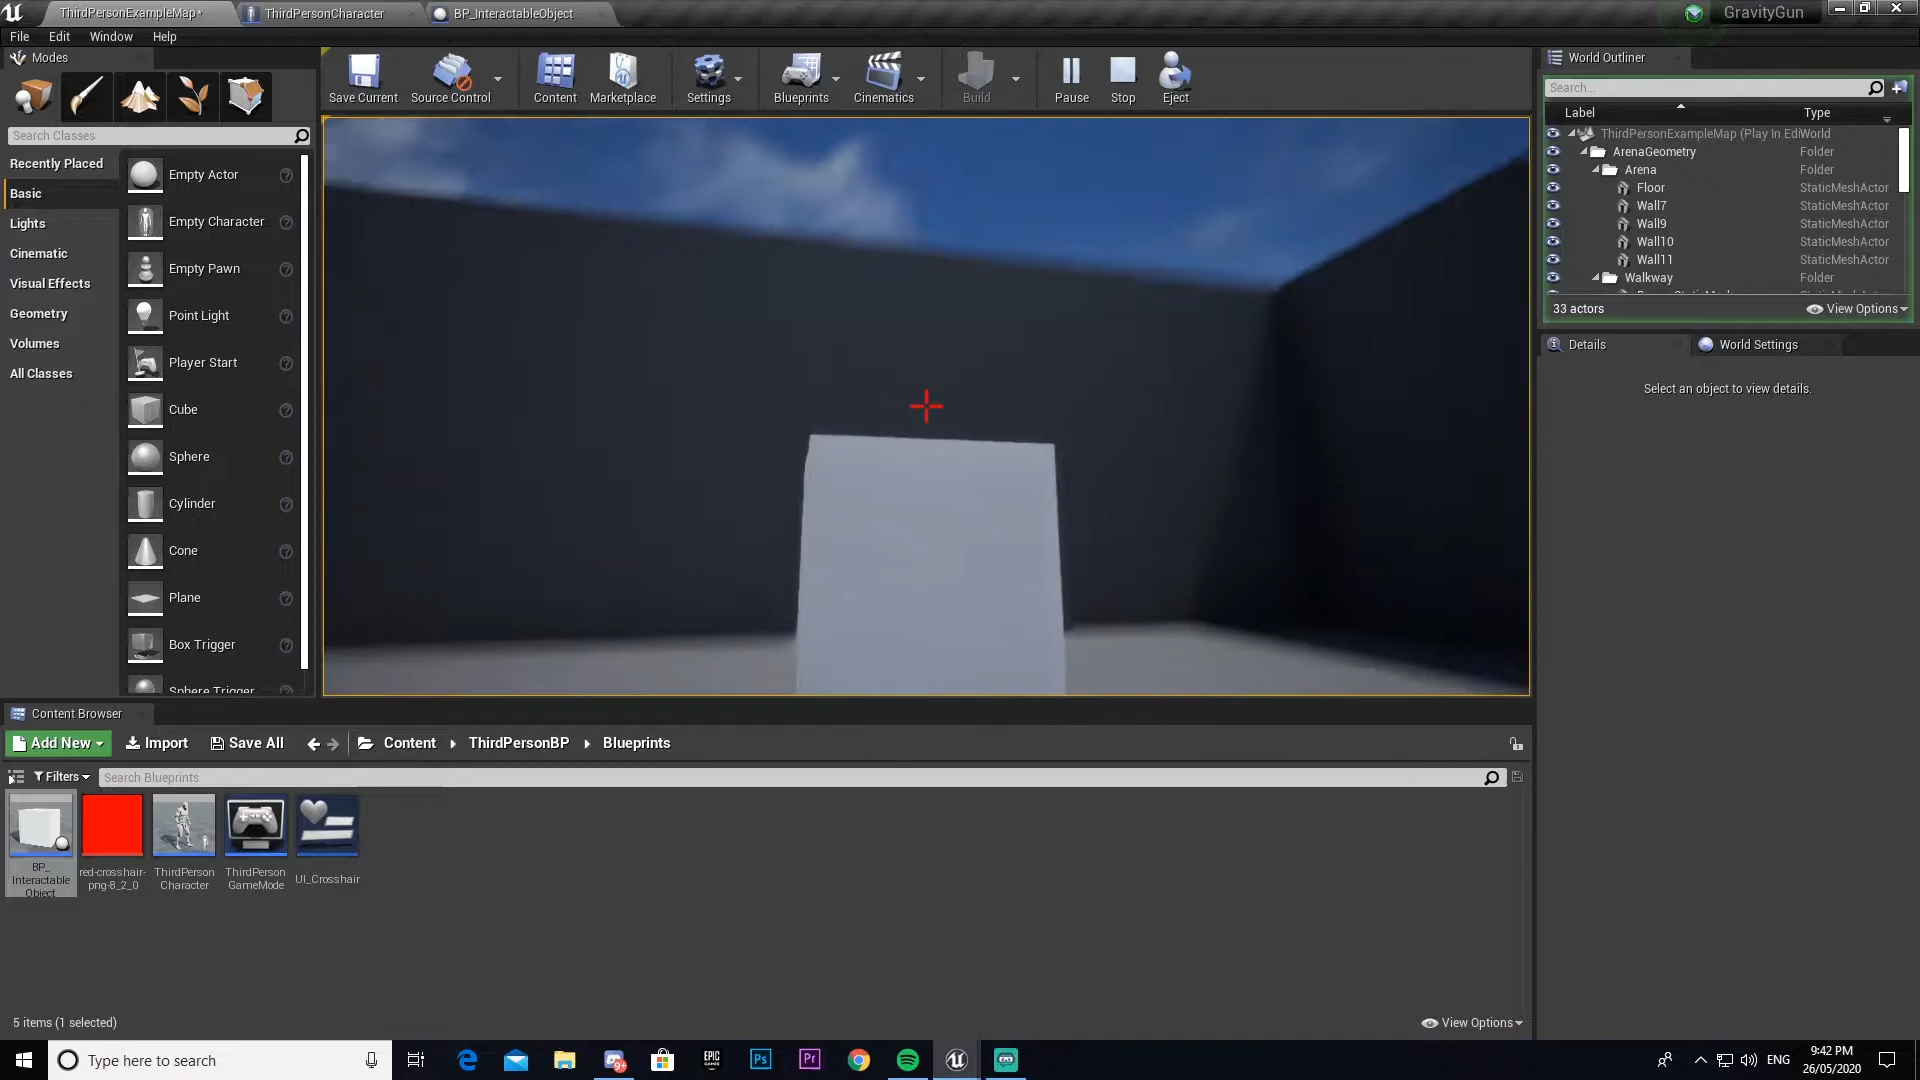 ThirdPersonExampleMap*
ThirdPersonCharacter
BP_InteractableObject
GravityGun
File Edit Window Help
Modes
Save Current
Source Control
Content
Marketplace
Settings
Blueprints
Cinematics
Build
Pause
Stop
Eject
World Outliner
Search...
Label Type
ThirdPersonExampleMap (Play In Edi World
ArenaGeometry Folder
Arena Folder
Floor StaticMeshActor
Wall7 StaticMeshActor
Wall9 StaticMeshActor
Wall10 StaticMeshActor
Wall11 StaticMeshActor
Walkway Folder
33 actors
View Options
Details
World Settings
Select an object to view details.
Search Classes
Recently Placed
Basic
Lights
Cinematic
Visual Effects
Geometry
Volumes
All Classes
Empty Actor
Empty Character
Empty Pawn
Point Light
Player Start
Cube
Sphere
Cylinder
Cone
Plane
Box Trigger
Sphere Trigger
Content Browser
Add New
Import
Save All
Content
ThirdPersonBP
Blueprints
Filters
Search Blueprints
BP_
Interactable
Object
red-crosshair-
png-8_2_0
ThirdPerson
Character
ThirdPerson
GameMode
UI_Crosshair
5 items (1 selected)
View Options
Type here to search
9+
EPIC
GAMES
Ps
Pr
ENG
9:42 PM
26/05/2020